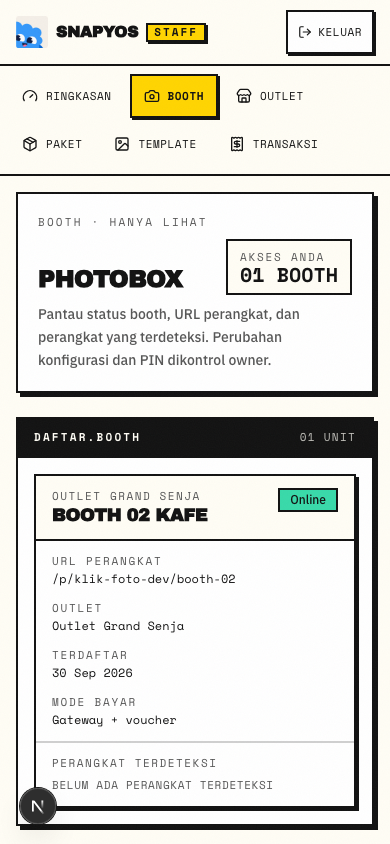 SNAPYOS STAFF KELUAR
RINGKASAN BOOTH OUTLET
PAKET TEMPLATE TRANSAKSI
BOOTH · HANYA LIHAT
PHOTOBOX
AKSES ANDA
01 BOOTH
Pantau status booth, URL perangkat, dan
perangkat yang terdeteksi. Perubahan
konfigurasi dan PIN dikontrol owner.
DAFTAR.BOOTH 01 UNIT
OUTLET GRAND SENJA
BOOTH 02 KAFE
Online
URL PERANGKAT
/p/klik-foto-dev/booth-02
OUTLET
Outlet Grand Senja
TERDAFTAR
30 Sep 2026
MODE BAYAR
Gateway + voucher
PERANGKAT TERDETEKSI
BELUM ADA PERANGKAT TERDETEKSI
N